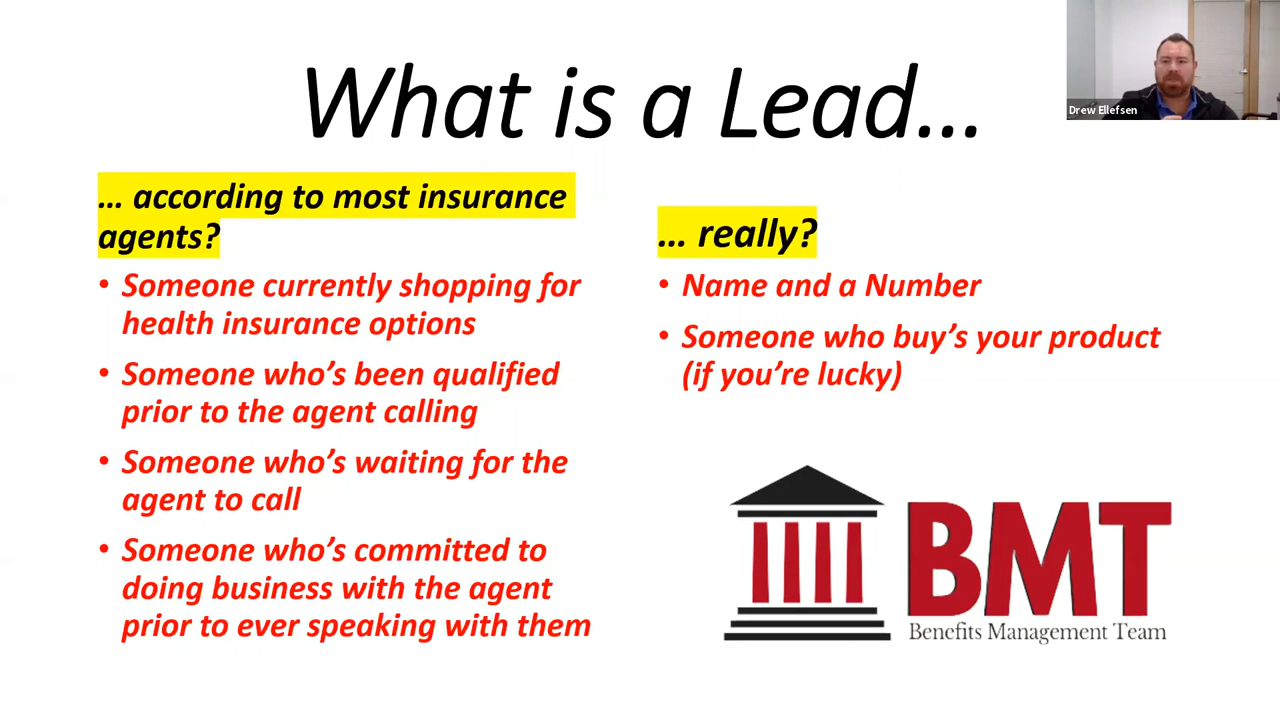 What is a Lead...
Drew Ellefsen
... according to most insurance
agents?
• Someone currently shopping for
health insurance options
• Someone who's been qualified
prior to the agent calling
• Someone who's waiting for the
agent to call
• Someone who's committed to
doing business with the agent
prior to ever speaking with them
... really?
• Name and a Number
• Someone who buy's your product
(if you're lucky)
BMT
Benefits Management Team